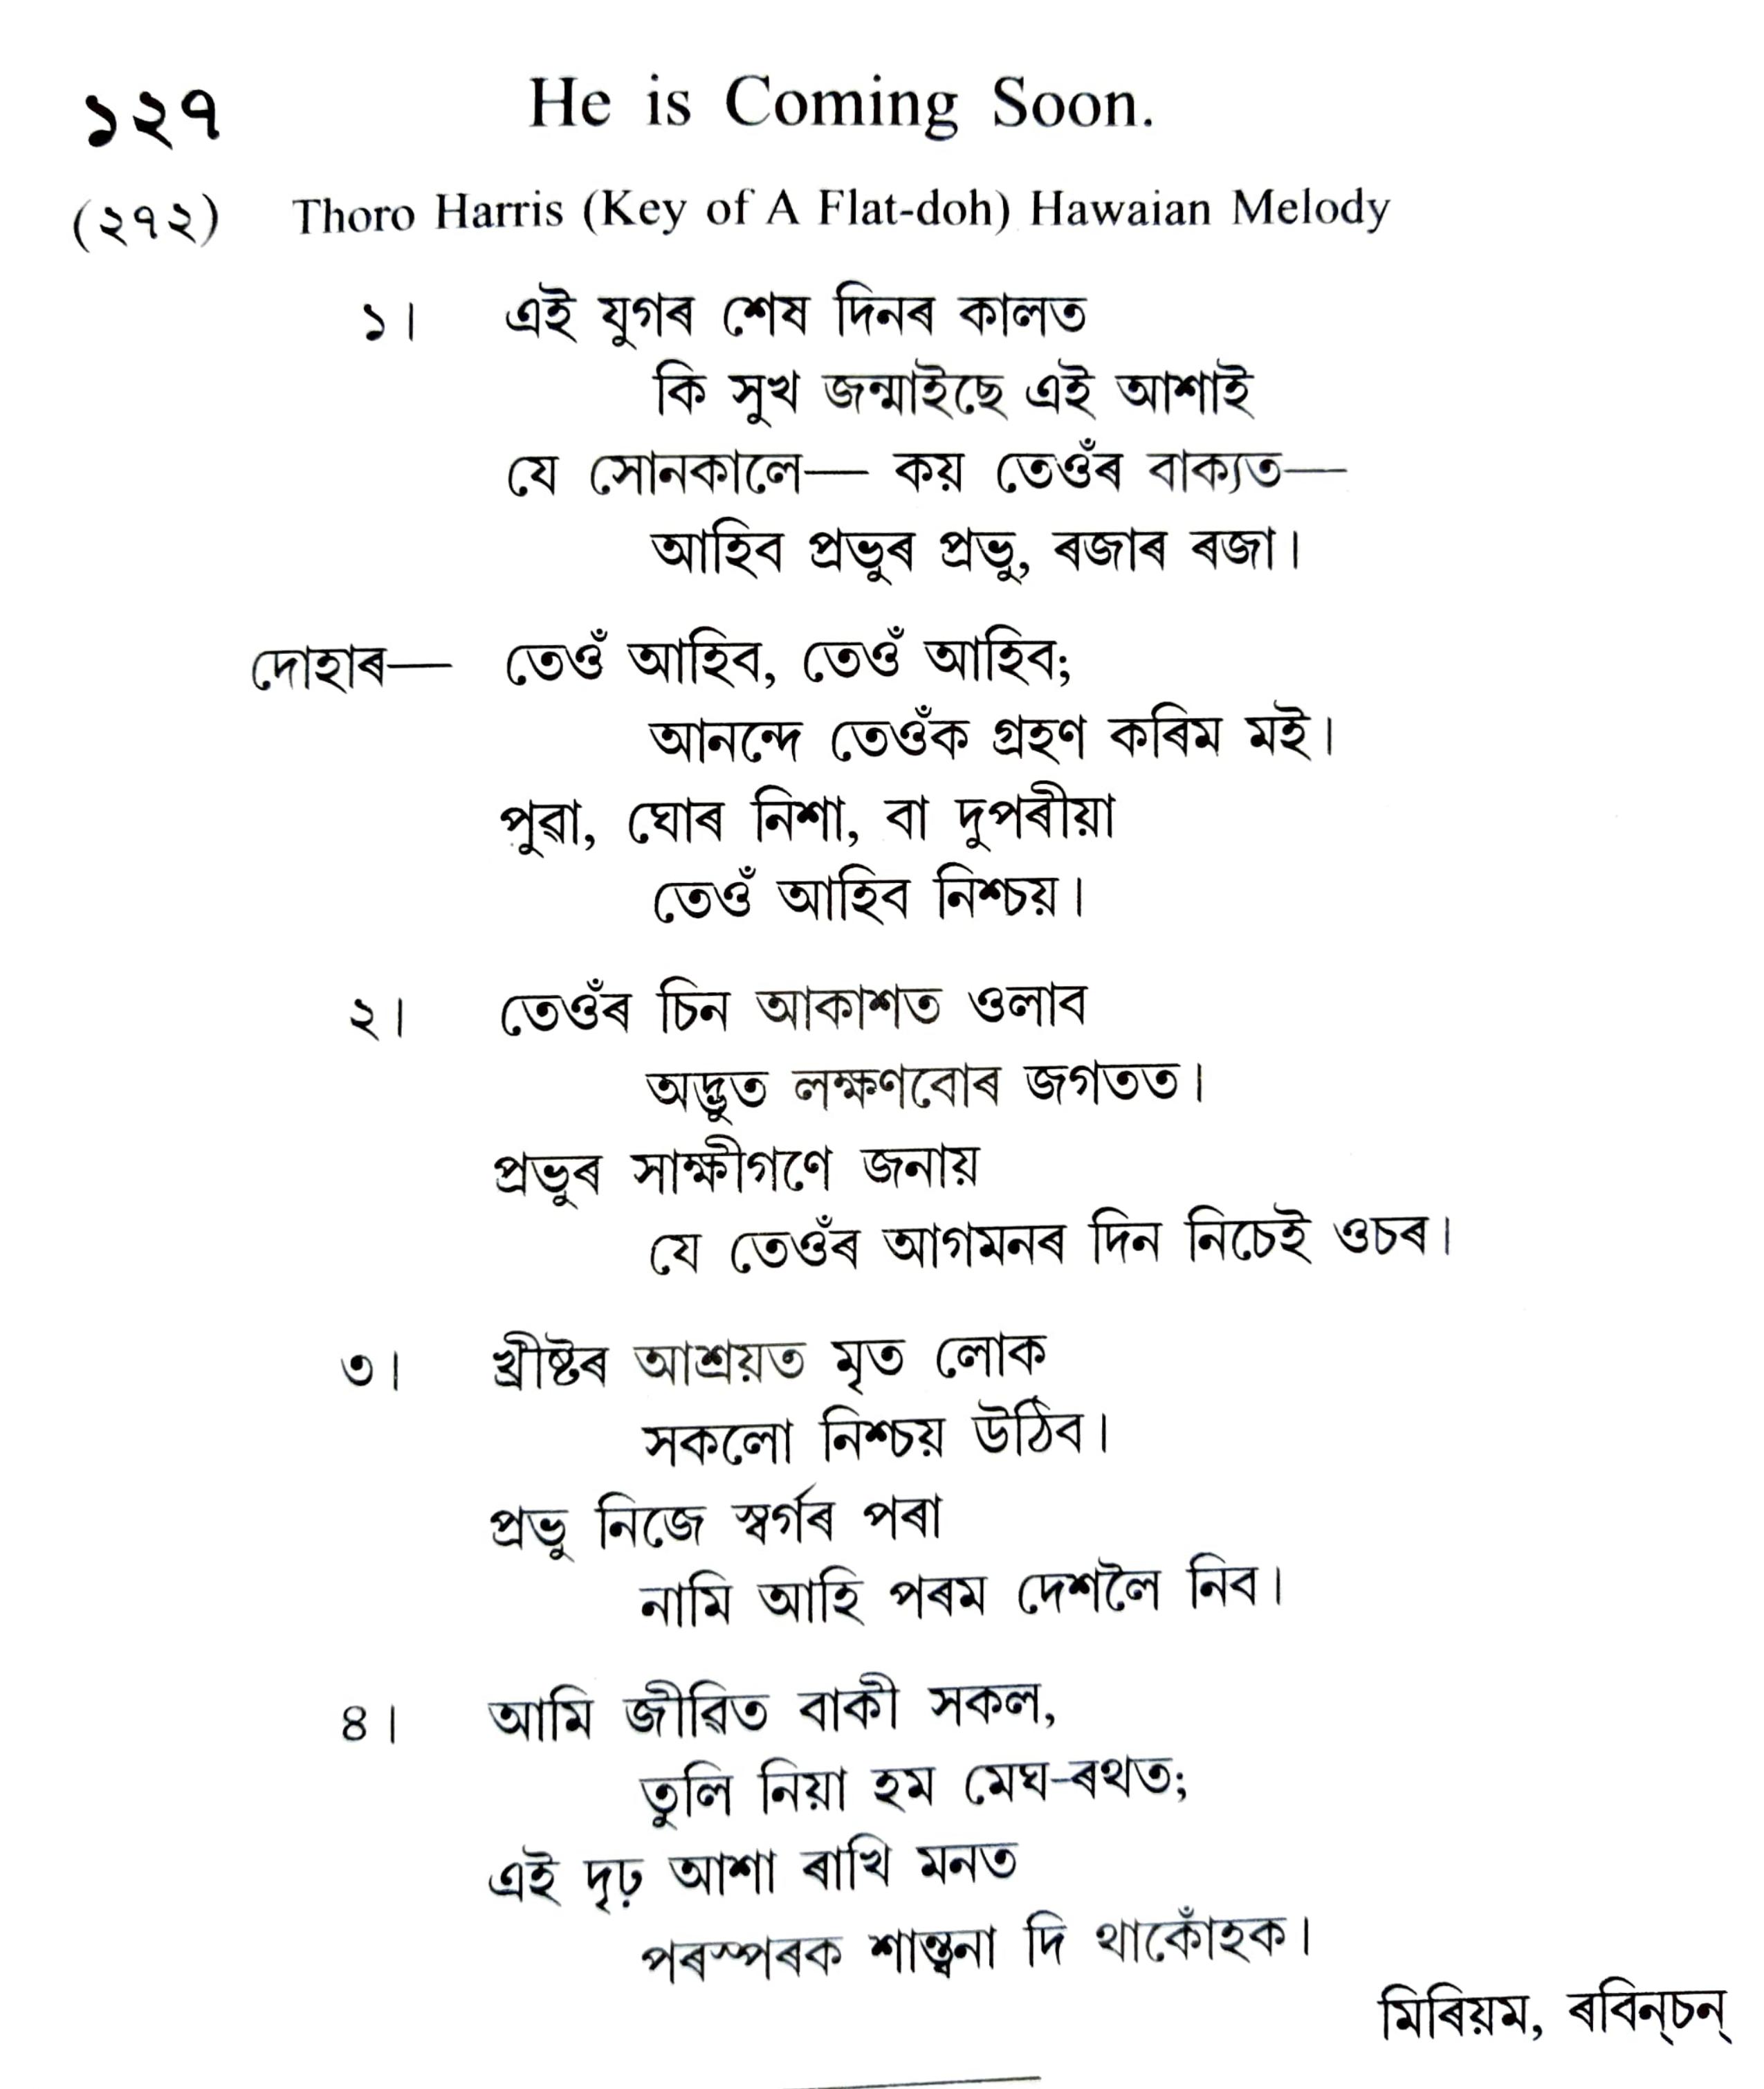 ১২৭ He is Coming Soon.
(২৭২) Thoro Harris (Key of A Flat-doh) Hawaian Melody
১। এই যুগৰ শেষ দিনৰ কালত
কি সুখ জন্মাইছে এই আশাই
যে সোনকালে— কয় তেওঁৰ বাক্যত—
আহিব প্ৰভুৰ প্ৰভু, ৰজাৰ ৰজা।
দোহাৰ— তেওঁ আহিব, তেওঁ আহিব;
আনন্দে তেওঁক গ্ৰহণ কৰিম মই।
পুৱা, ঘোৰ নিশা, বা দুপৰীয়া
তেওঁ আহিব নিশ্চয়।
২। তেওঁৰ চিন আকাশত ওলাব
অদ্ভুত লক্ষণবোৰ জগতত।
প্ৰভুৰ সাক্ষীগণে জনায়
যে তেওঁৰ আগমনৰ দিন নিচেই ওচৰ।
৩। খ্ৰীষ্টৰ আশ্ৰয়ত মৃত লোক
সকলো নিশ্চয় উঠিব।
প্ৰভু নিজে স্বৰ্গৰ পৰা
নামি আহি পৰম দেশলৈ নিব।
৪। আমি জীৱিত বাকী সকল,
তুলি নিয়া হম মেঘ-ৰথত;
এই দৃঢ় আশা ৰাখি মনত
পৰস্পৰক শান্ত্বনা দি থাকোঁহক।
মিৰিয়ম, ৰবিন্‌চন্